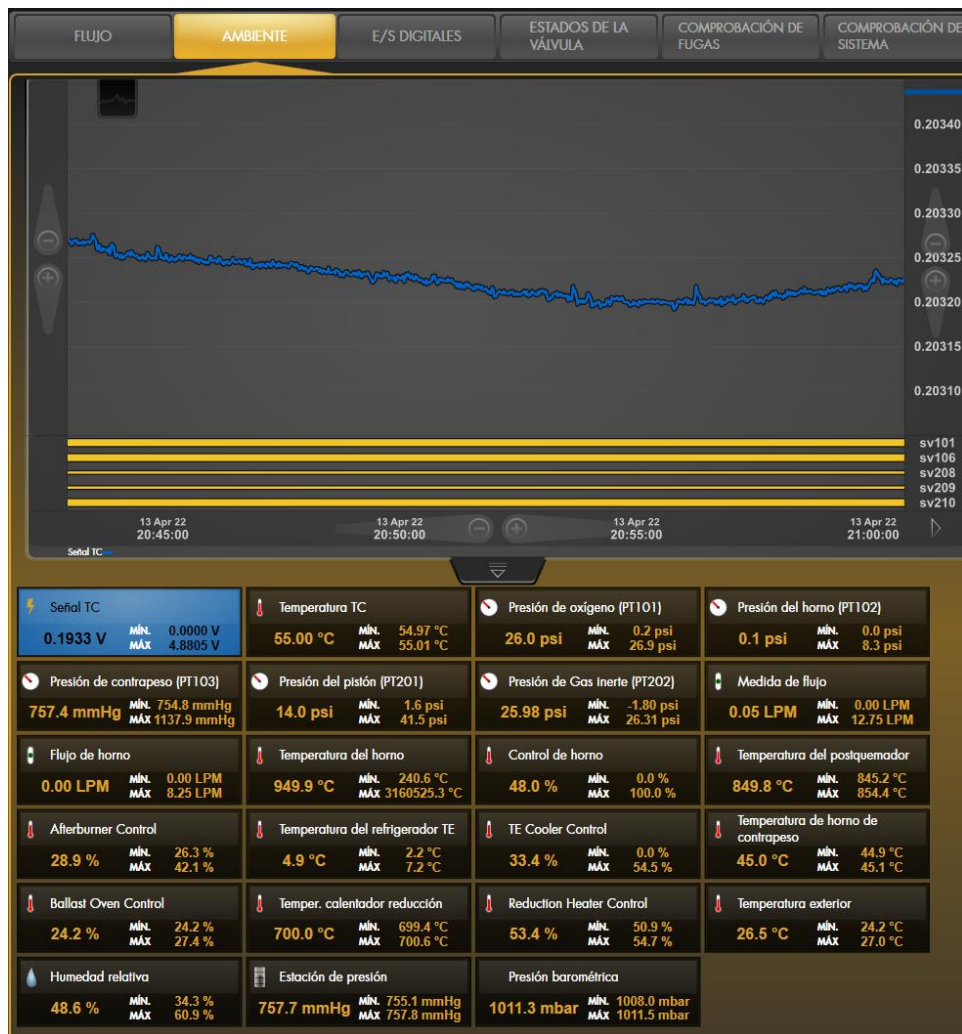 FLUJO
AMBIENTE
E/S DIGITALES
ESTADOS DE LA
VÁLVULA
COMPROBACIÓN DE
FUGAS
COMPROBACIÓN DE
SISTEMA
0.20340
0.20335
0.20330
0.20325
0.20320
0.20315
0.20310
sv101
sv106
sv208
sv209
sv210
13 Apr 22
20:45:00
13 Apr 22
20:50:00
13 Apr 22
20:55:00
13 Apr 22
21:00:00
Señal TC
Señal TC
0.1933 V
MÍN. 0.0000 V
MÁX 4.8805 V
Temperatura TC
55.00 °C
MÍN. 54.97 °C
MÁX 55.01 °C
Presión de oxígeno (PT101)
26.0 psi
MÍN. 0.2 psi
MÁX 26.9 psi
Presión del horno (PT102)
0.1 psi
MÍN. 0.0 psi
MÁX 8.3 psi
Presión de contrapeso (PT103)
757.4 mmHg
MÍN. 754.8 mmHg
MÁX 1137.9 mmHg
Presión del pistón (PT201)
14.0 psi
MÍN. 1.6 psi
MÁX 41.5 psi
Presión de Gas inerte (PT202)
25.98 psi
MÍN. -1.80 psi
MÁX 26.31 psi
Medida de flujo
0.05 LPM
MÍN. 0.00 LPM
MÁX 12.75 LPM
Flujo de horno
0.00 LPM
MÍN. 0.00 LPM
MÁX 8.25 LPM
Temperatura del horno
949.9 °C
MÍN. 240.6 °C
MÁX 3160525.3 °C
Control de horno
48.0 %
MÍN. 0.0 %
MÁX 100.0 %
Temperatura del postquemador
849.8 °C
MÍN. 845.2 °C
MÁX 854.4 °C
Afterburner Control
28.9 %
MÍN. 26.3 %
MÁX 42.1 %
Temperatura del refrigerador TE
4.9 °C
MÍN. 2.2 °C
MÁX 7.2 °C
TE Cooler Control
33.4 %
MÍN. 0.0 %
MÁX 54.5 %
Temperatura de horno de
contrapeso
45.0 °C
MÍN. 44.9 °C
MÁX 45.1 °C
Ballast Oven Control
24.2 %
MÍN. 24.2 %
MÁX 27.4 %
Temper. calentador reducción
700.0 °C
MÍN. 699.4 °C
MÁX 700.6 °C
Reduction Heater Control
53.4 %
MÍN. 50.9 %
MÁX 54.7 %
Temperatura exterior
26.5 °C
MÍN. 24.2 °C
MÁX 27.0 °C
Humedad relativa
48.6 %
MÍN. 34.3 %
MÁX 60.9 %
Estación de presión
757.7 mmHg
MÍN. 755.1 mmHg
MÁX 757.8 mmHg
Presión barométrica
1011.3 mbar
MÍN. 1008.0 mbar
MÁX 1011.5 mbar